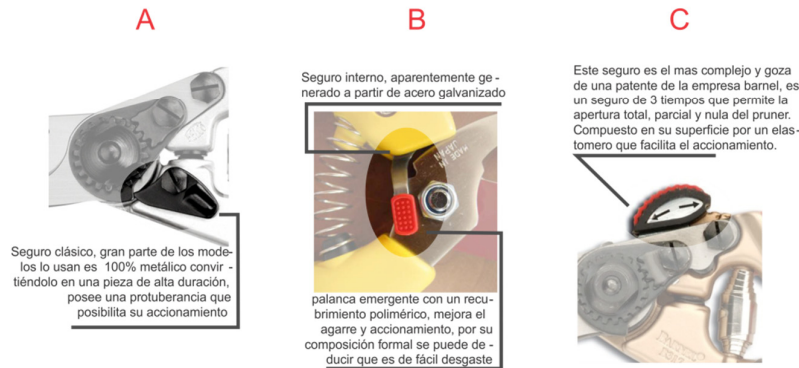 A
B
C
Seguro clásico, gran parte de los mode-
los lo usan es 100% metálico convir -
tiéndolo en una pieza de alta duración,
posee una protuberancia que
posibilita su accionamiento
Seguro interno, aparentemente ge -
nerado a partir de acero galvanizado
MADE IN
JAPAN
palanca emergente con un recu-
brimiento polimérico, mejora el
agarre y accionamiento, por su
composición formal se puede de -
ducir que es de fácil desgaste
Este seguro es el mas complejo y goza
de una patente de la empresa barnel, es
un seguro de 3 tiempos que permite la
apertura total, parcial y nula del pruner.
Compuesto en su superficie por un elas-
tomero que facilita el accionamiento.